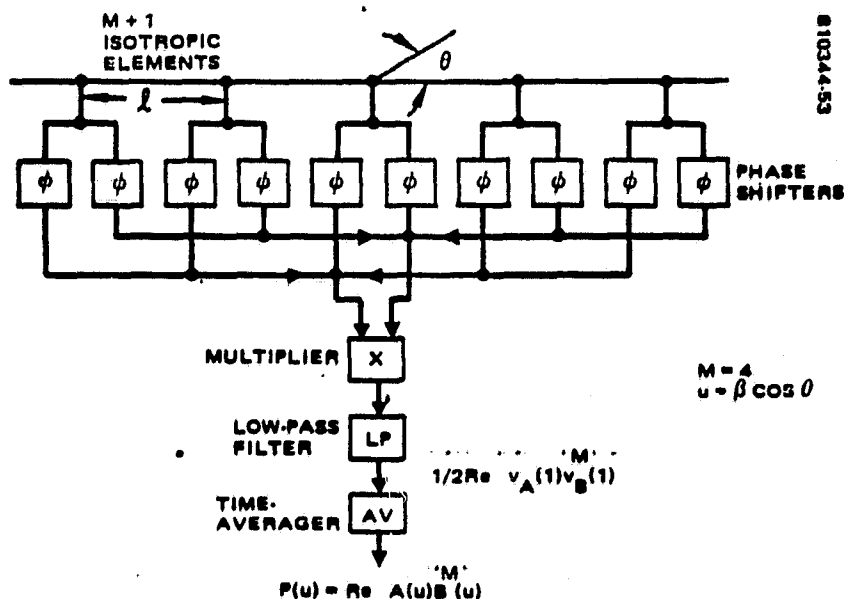 M + 1
ISOTROPIC
ELEMENTS
θ
ℓ
810344-53
ϕ ϕ ϕ ϕ ϕ ϕ ϕ ϕ ϕ ϕ
PHASE
SHIFTERS
MULTIPLIER
X
M = 4
u = β COS θ
LOW-PASS
FILTER
LP
'M'
1/2Re v_A(1)v_B(1)
TIME-
AVERAGER
AV
'M'
P(u) = Re A(u)B (u)